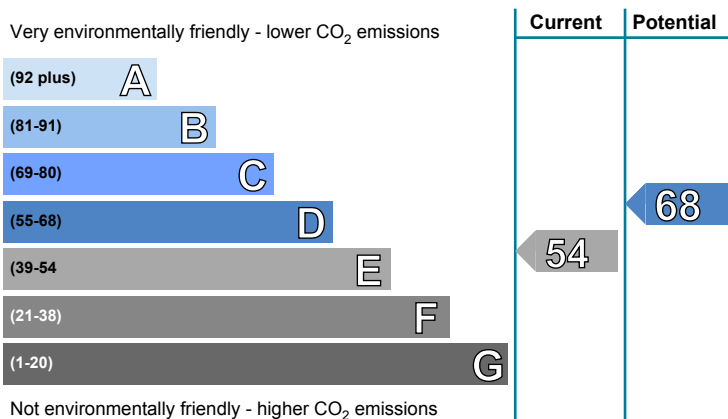 Current Potential
Very environmentally friendly - lower CO2 emissions
(92 plus) A
(81-91) B
(69-80) C
(55-68) D
68
(39-54 E
54
(21-38) F
(1-20) G
Not environmentally friendly - higher CO2 emissions